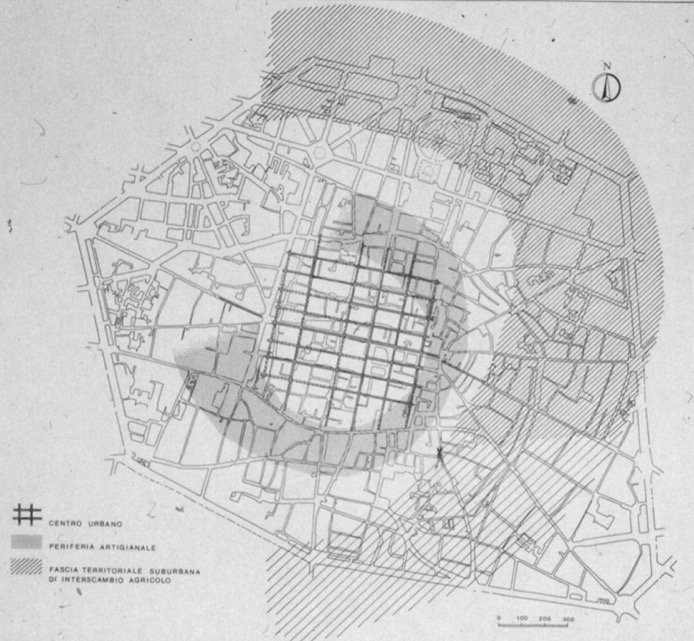 N
CENTRO URBANO
PERIFERIA ARTIGIANALE
FASCIA TERRITORIALE SUBURBANA
DI INTERSCAMBIO AGRICOLO
0 100 200 300